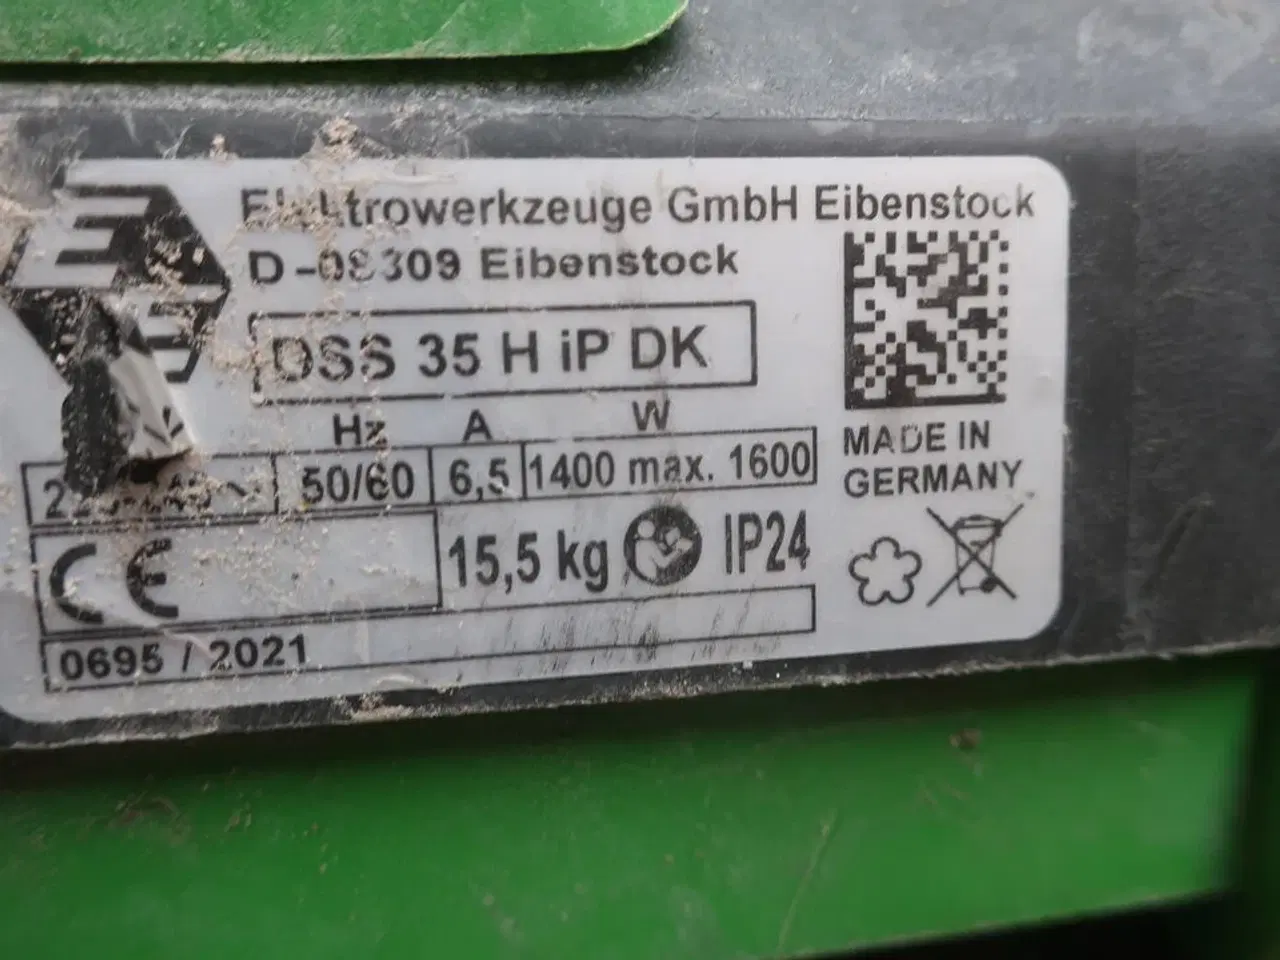 Elektrowerkzeuge GmbH Eibenstock
D-08309 Eibenstock
DSS 35 H iP DK
Hz A W
50/60 6,5 1400 max. 1600
MADE IN
GERMANY
CE 15,5 kg IP24
0695 / 2021